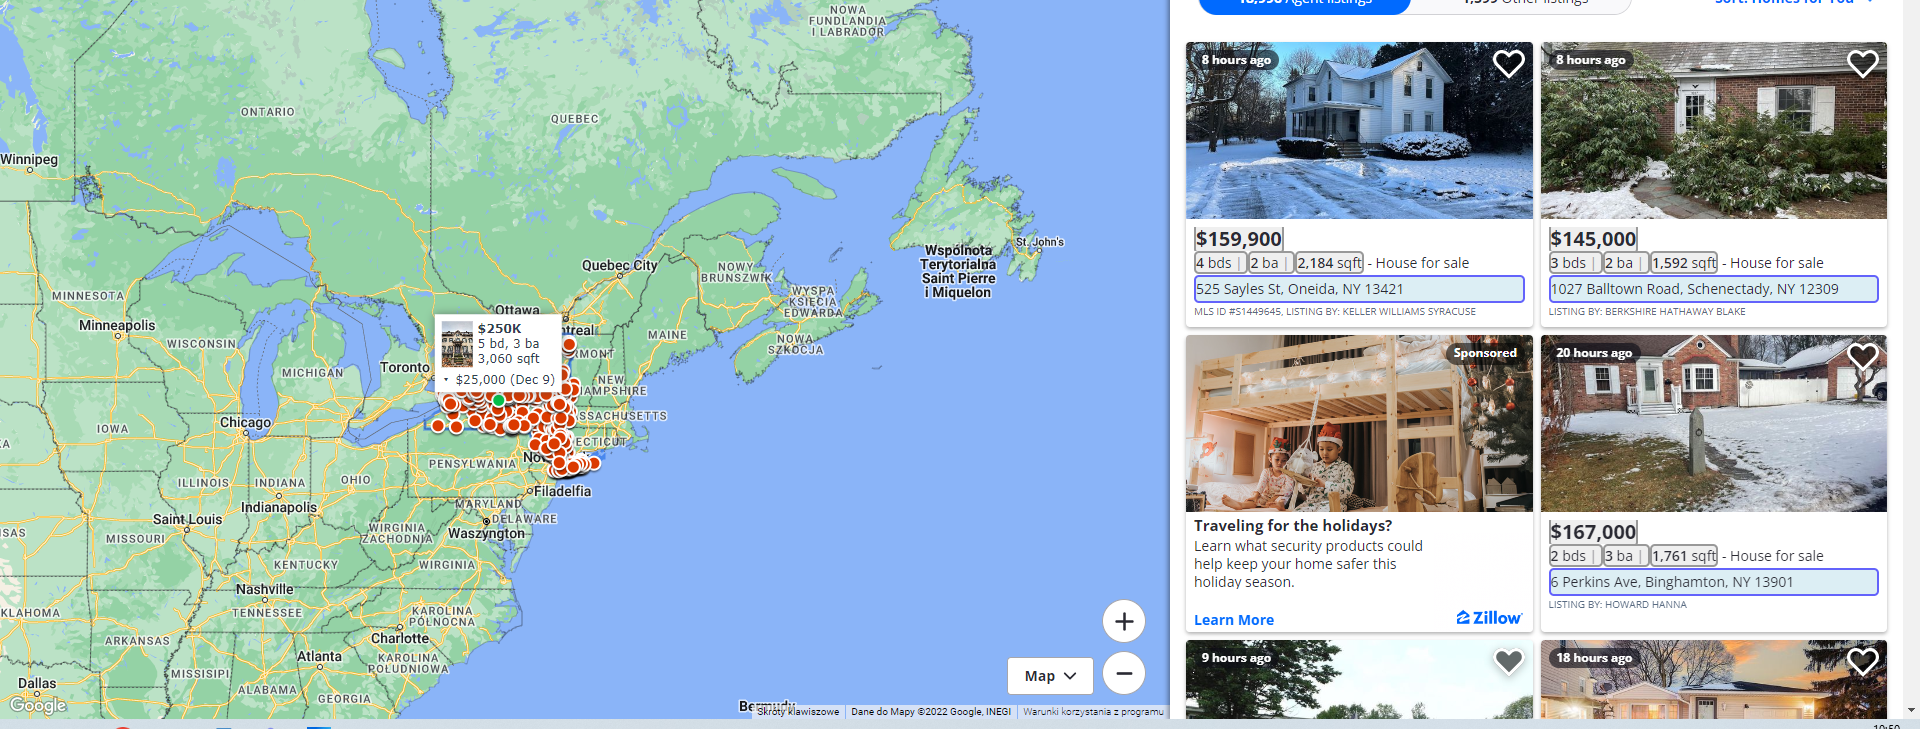 NOWA
FUNDLANDIA
I LABRADOR
ONTARIO
QUEBEC
Winnipeg
Quebec City
Wspólnota
Terytorialna
Saint Pierre
i Miquelon
St. John's
NOWY
BRUNSZWIK
WYSPA
KSIĘCIA
EDWARDA
MINNESOTA
Minneapolis
WISCONSIN
Ottawa
MAINE
NOWA
SZKOCJA
MICHIGAN
Toronto
$250K
5 bd, 3 ba
3,060 sqft
$25,000 (Dec 9)
NEW
HAMPSHIRE
IOWA
Chicago
PENSYLWANIA
ILLINOIS
INDIANA
OHIO
Indianapolis
Filadelfia
MARYLAND
DELAWARE
Saint Louis
MISSOURI
WIRGINIA
ZACHODNIA
Waszyngton
KENTUCKY
WIRGINIA
Nashville
TENNESSEE
KAROLINA
PÓŁNOCNA
ARKANSAS
Charlotte
Atlanta
KAROLINA
POŁUDNIOWA
MISSISIPI
Dallas
ALABAMA
GEORGIA
Google
Map
Skróty klawiszowe
Dane do Mapy ©2022 Google, INEGI
Warunki korzystania z programu
8 hours ago
$159,900
4 bds | 2 ba | 2,184 sqft - House for sale
525 Sayles St, Oneida, NY 13421
MLS ID #S1449645, LISTING BY: KELLER WILLIAMS SYRACUSE
8 hours ago
$145,000
3 bds | 2 ba | 1,592 sqft - House for sale
1027 Balltown Road, Schenectady, NY 12309
LISTING BY: BERKSHIRE HATHAWAY BLAKE
Sponsored
Traveling for the holidays?
Learn what security products could
help keep your home safer this
holiday season.
Learn More
Zillow
20 hours ago
$167,000
2 bds | 3 ba | 1,761 sqft - House for sale
6 Perkins Ave, Binghamton, NY 13901
LISTING BY: HOWARD HANNA
9 hours ago
18 hours ago